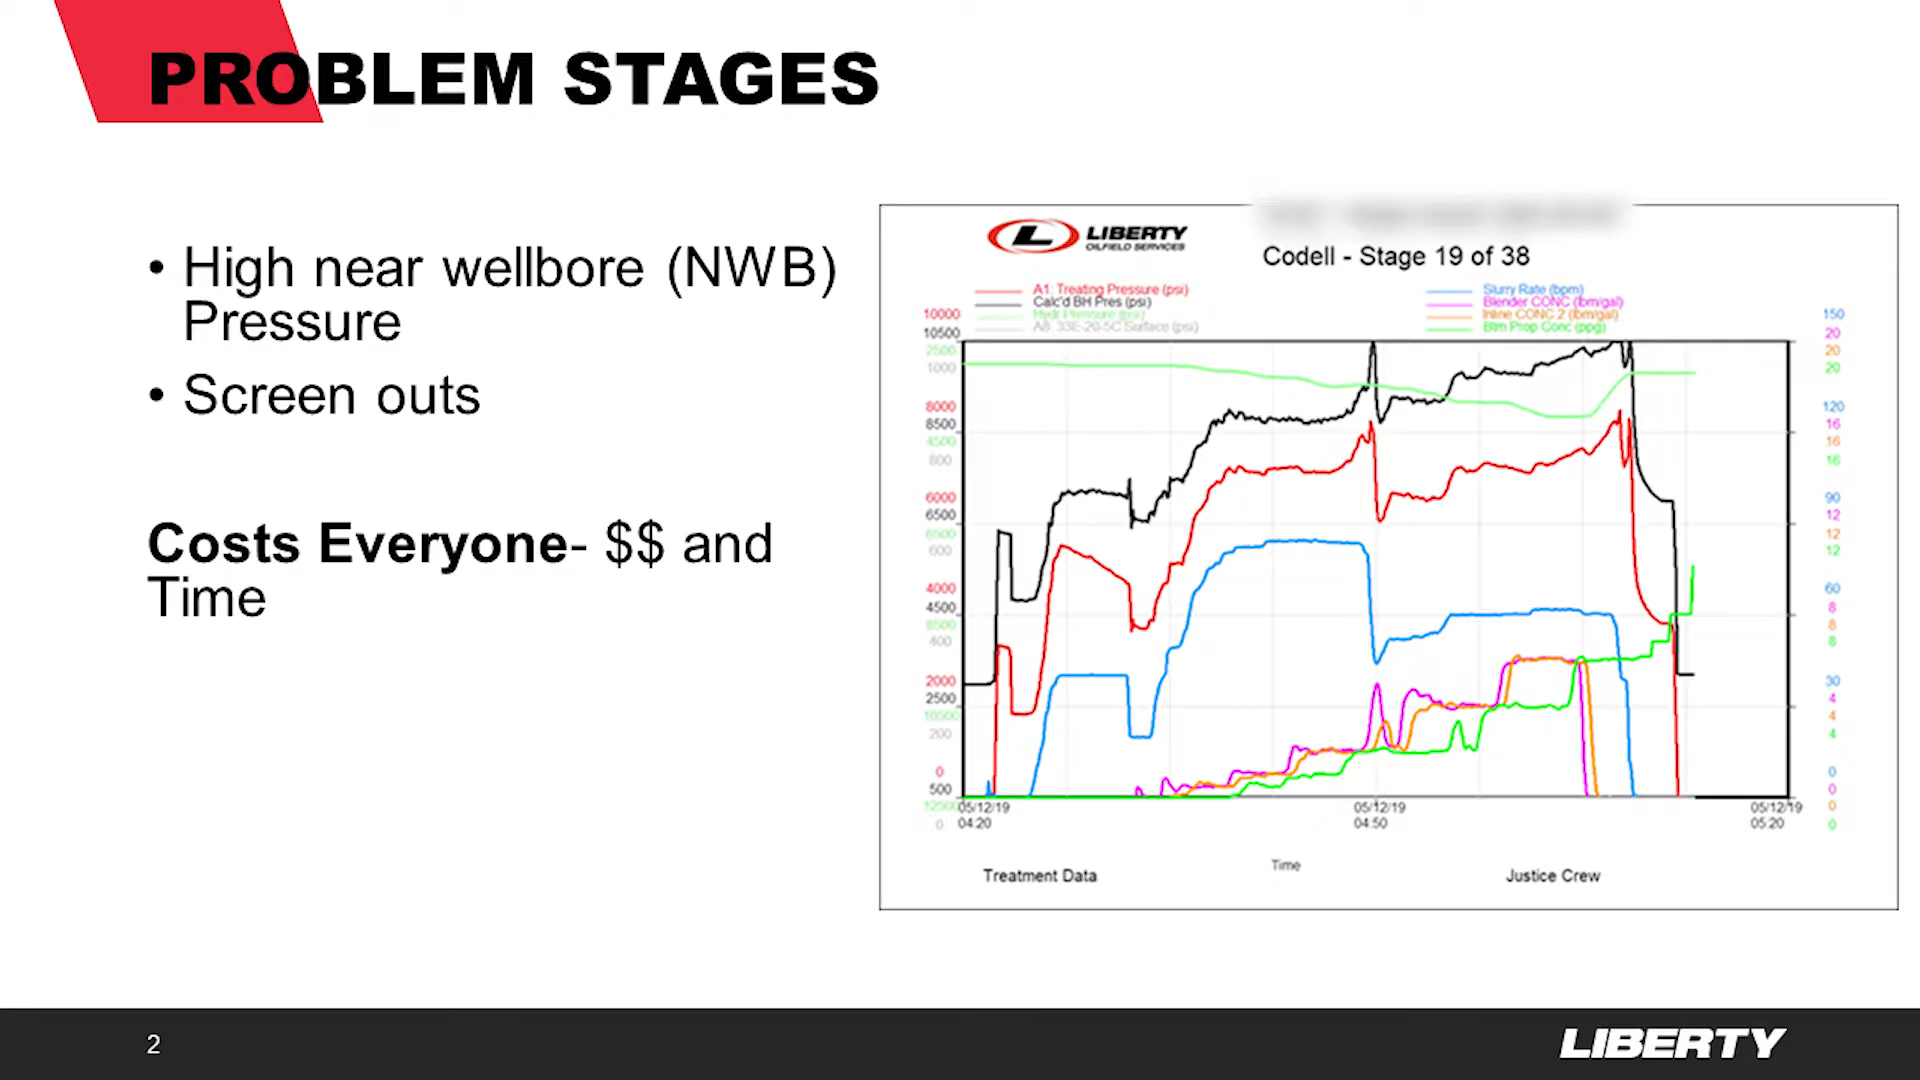 PROBLEM STAGES
• High near wellbore (NWB)
Pressure
• Screen outs
Costs Everyone- $$ and
Time
LIBERTY
OILFIELD SERVICES
Codell - Stage 19 of 38
A1: Treating Pressure (psi)
Calc'd BH Pres (psi)
Hydr Pressure (psi)
A8: 33E-20-5C Surface (psi)
Slurry Rate (bpm)
Blender CONC (lbm/gal)
Inline CONC 2 (lbm/gal)
Btm Prop Conc (ppg)
10000
10500
2500
1000
8000
8500
4500
800
6000
6500
6500
600
4000
4500
8500
400
2000
2500
10500
200
0
500
12500
0
150
20
20
20
120
16
16
16
90
12
12
12
60
8
8
8
30
4
4
4
0
0
0
0
05/12/19
04:20
05/12/19
04:50
05/12/19
05:20
Time
Treatment Data
Justice Crew
2
LIBERTY